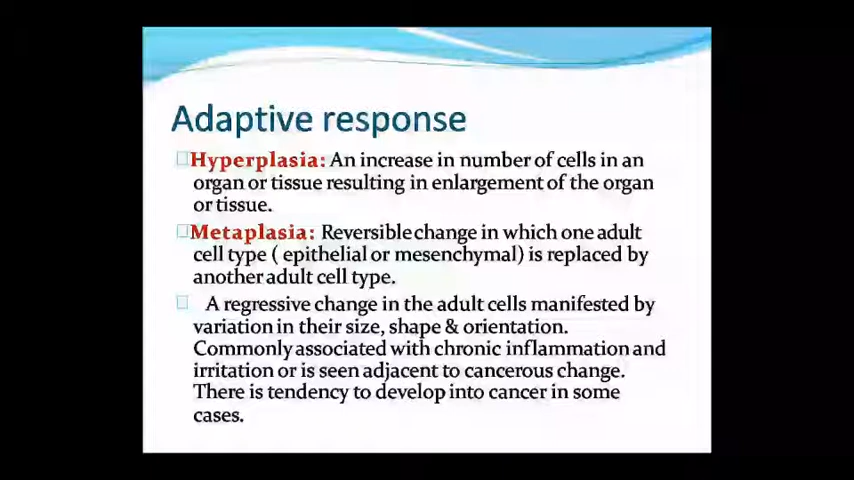 Adaptive response
Hyperplasia: An increase in number of cells in an
organ or tissue resulting in enlargement of the organ
or tissue.
Metaplasia: Reversible change in which one adult
cell type ( epithelial or mesenchymal) is replaced by
another adult cell type.
A regressive change in the adult cells manifested by
variation in their size, shape & orientation.
Commonly associated with chronic inflammation and
irritation or is seen adjacent to cancerous change.
There is tendency to develop into cancer in some
cases.